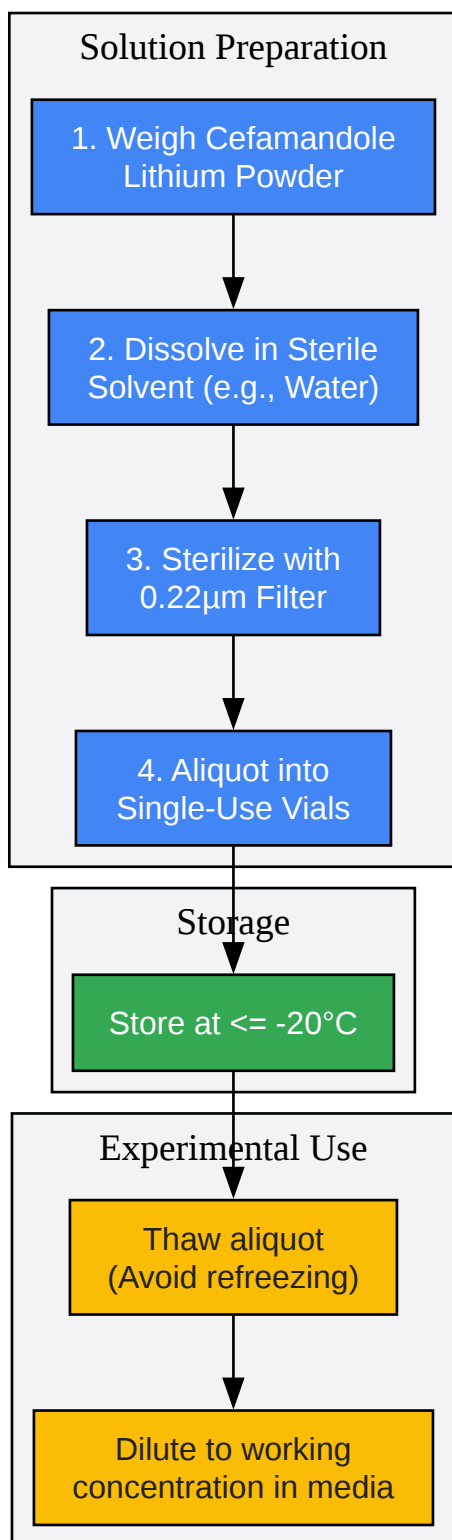 Solution Preparation
1. Weigh Cefamandole
Lithium Powder
2. Dissolve in Sterile
Solvent (e.g., Water)
3. Sterilize with
0.22µm Filter
4. Aliquot into
Single-Use Vials
Storage
Store at <= -20°C
Experimental Use
Thaw aliquot
(Avoid refreezing)
Dilute to working
concentration in media